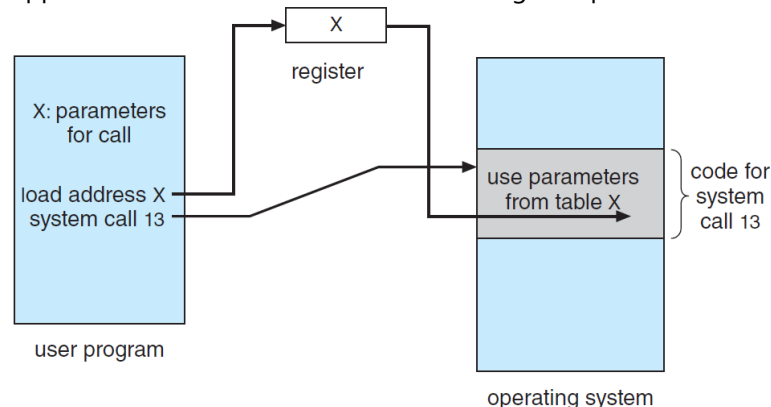 X
register
X: parameters
for call
load address X
system call 13
use parameters
from table X
code for
system
call 13
user program
operating system